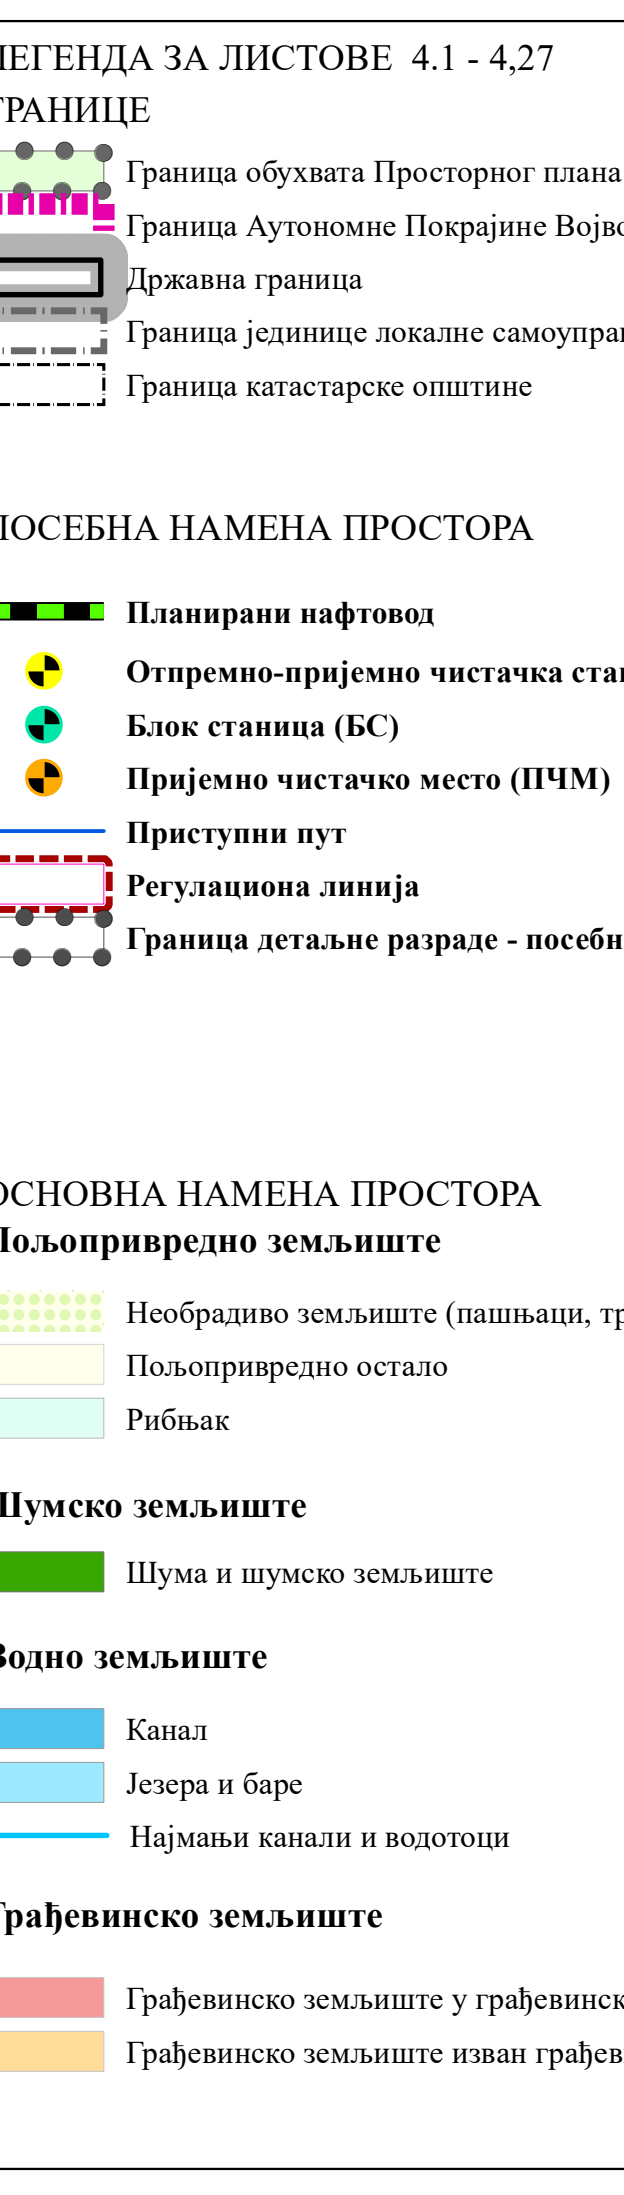 ЛЕГЕНДА ЗА ЛИСТОВЕ 4.1 - 4,27
ГРАНИЦЕ
Граница обухвата Просторног плана
Граница Аутономне Покрајине Војво
Државна граница
Граница јединице локалне самоуправ
Граница катастарске општине
ПОСЕБНА НАМЕНА ПРОСТОРА
Планирани нафтовод
Отпремно-пријемно чистачка стан
Блок станица (БС)
Пријемно чистачко место (ПЧМ)
Приступни пут
Регулациона линија
Граница детаљне разраде - посебн
ОСНОВНА НАМЕНА ПРОСТОРА
Пољопривредно земљиште
Необрадиво земљиште (пашњаци, тр
Пољопривредно остало
Рибњак
Шумско земљиште
Шума и шумско земљиште
Водно земљиште
Канал
Језера и баре
Најмањи канали и водотоци
Грађевинско земљиште
Грађевинско земљиште у грађевинск
Грађевинско земљиште изван грађев